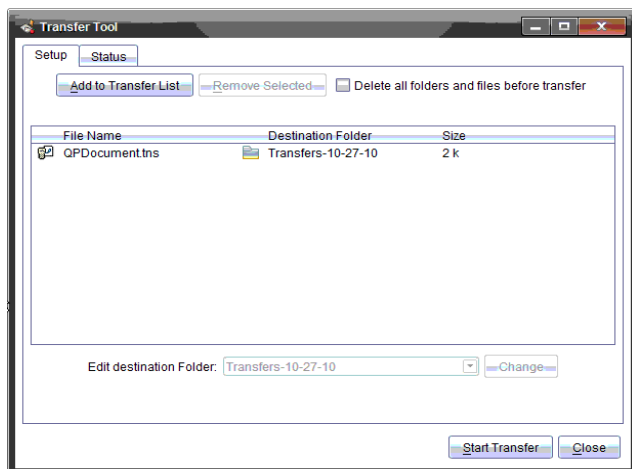 Transfer Tool
Setup Status
Add to Transfer List Remove Selected Delete all folders and files before transfer
File Name Destination Folder Size
QPDocument.tns Transfers-10-27-10 2 k
Edit destination Folder: Transfers-10-27-10 Change
Start Transfer Close